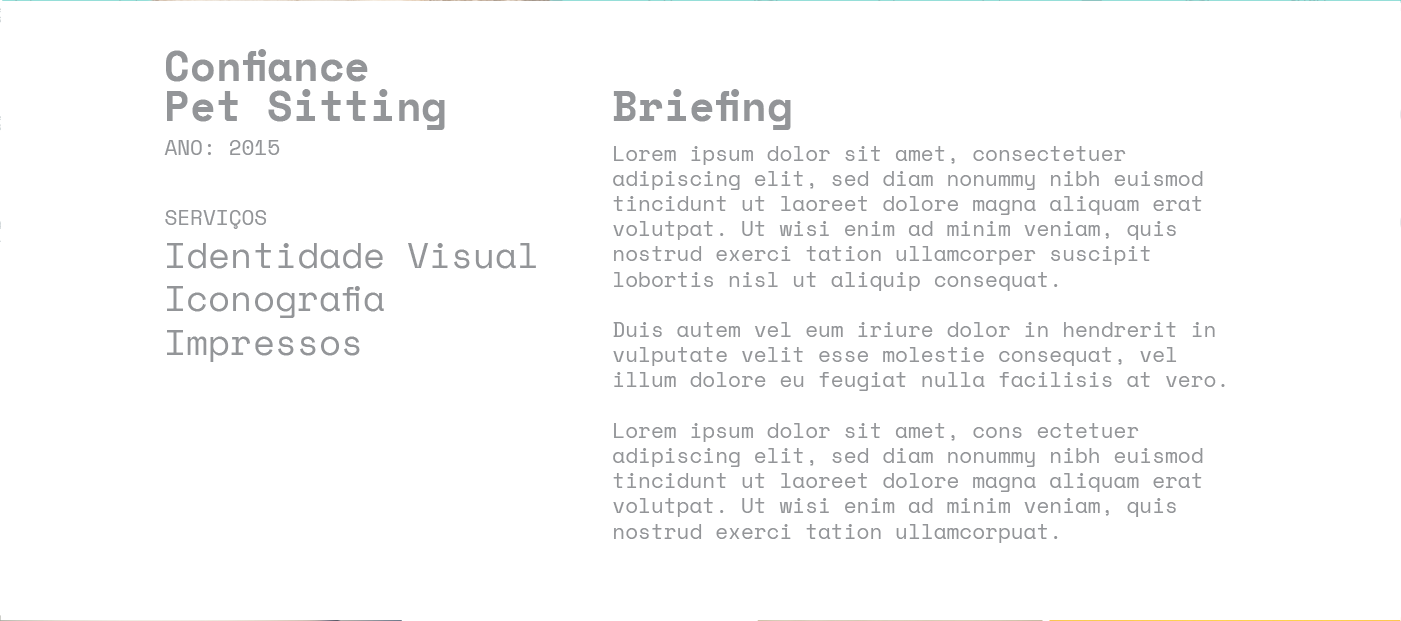 Confiance
Pet Sitting
ANO: 2015
SERVIÇOS
Identidade Visual
Iconografia
Impressos
Briefing
Lorem ipsum dolor sit amet, consectetuer
adipiscing elit, sed diam nonummy nibh euismod
tincidunt ut laoreet dolore magna aliquam erat
volutpat. Ut wisi enim ad minim veniam, quis
nostrud exerci tation ullamcorper suscipit
lobortis nisl ut aliquip consequat.
Duis autem vel eum iriure dolor in hendrerit in
vulputate velit esse molestie consequat, vel
illum dolore eu feugiat nulla facilisis at vero.
Lorem ipsum dolor sit amet, cons ectetuer
adipiscing elit, sed diam nonummy nibh euismod
tincidunt ut laoreet dolore magna aliquam erat
volutpat. Ut wisi enim ad minim veniam, quis
nostrud exerci tation ullamcorpuat.